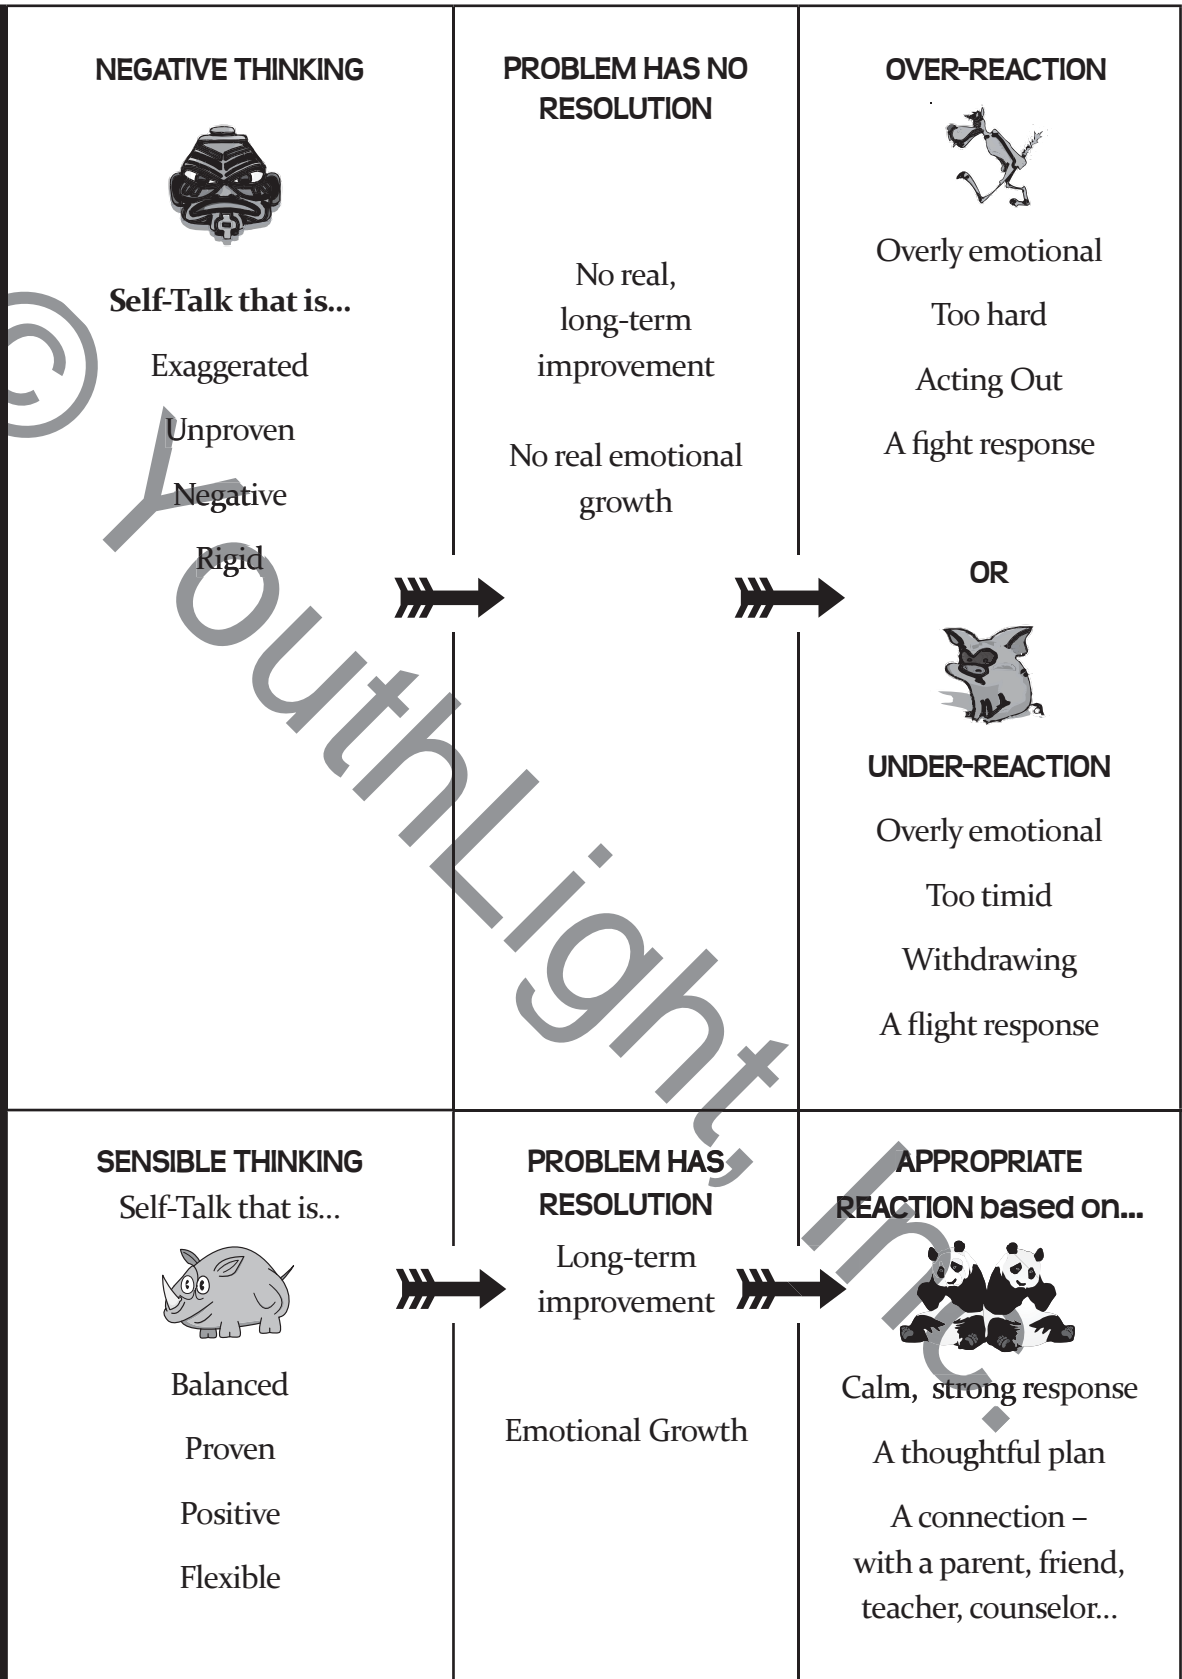 NEGATIVE THINKING
Self-Talk that is...
Exaggerated
Unproven
Negative
Rigid
PROBLEM HAS NO
RESOLUTION
No real,
long-term
improvement
No real emotional
growth
OVER-REACTION
Overly emotional
Too hard
Acting Out
A fight response
OR
UNDER-REACTION
Overly emotional
Too timid
Withdrawing
A flight response
SENSIBLE THINKING
Self-Talk that is...
Balanced
Proven
Positive
Flexible
PROBLEM HAS
RESOLUTION
Long-term
improvement
Emotional Growth
APPROPRIATE
REACTION based on...
Calm,  strong response
A thoughtful plan
A connection –
with a parent, friend,
teacher, counselor...
© YouthLight, Inc.